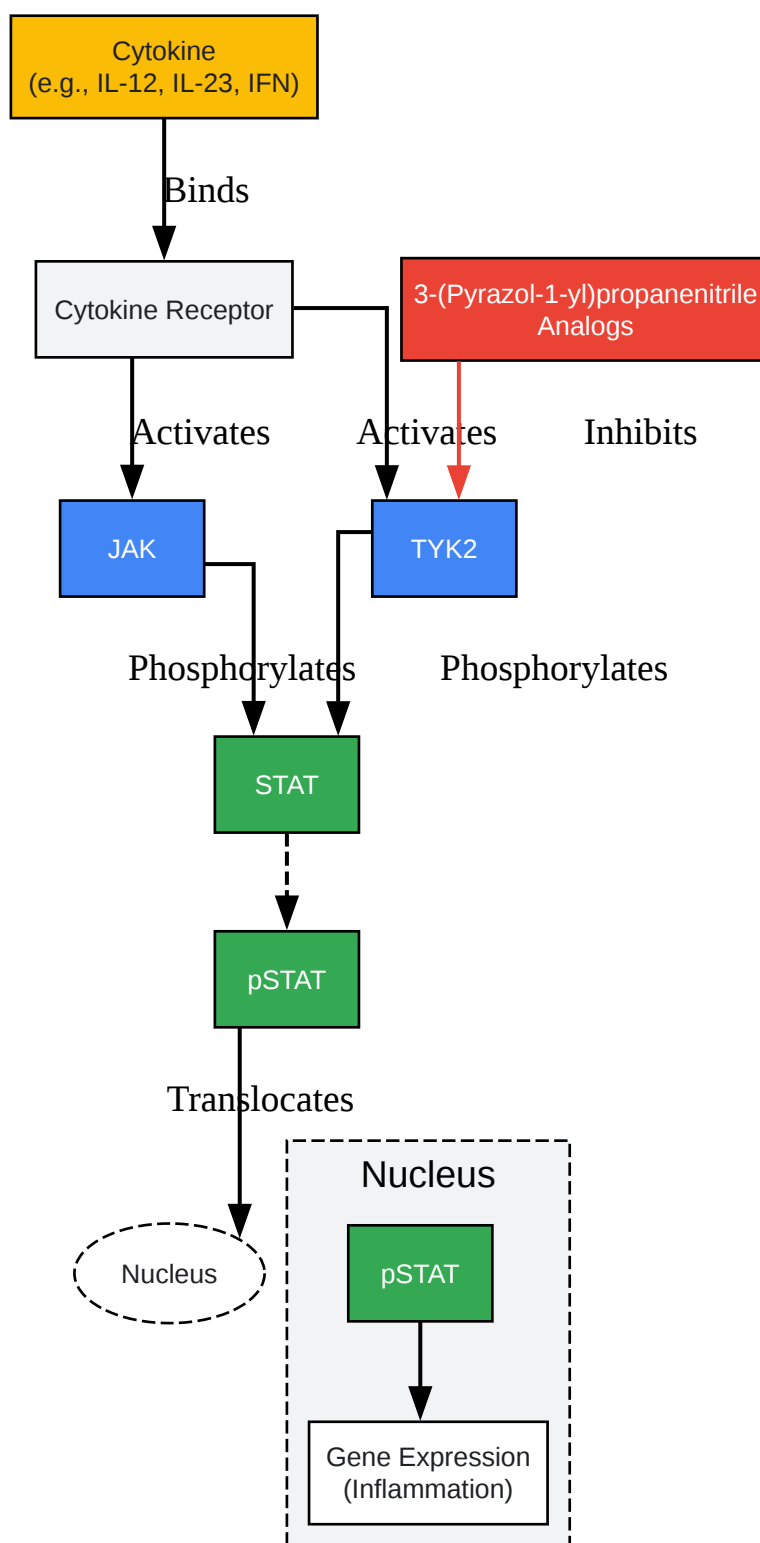 Cytokine
(e.g., IL-12, IL-23, IFN)
Binds
Cytokine Receptor
3-(Pyrazol-1-yl)propanenitrile
Analogs
Activates
Activates
Inhibits
JAK
TYK2
Phosphorylates
Phosphorylates
STAT
pSTAT
Translocates
Nucleus
Nucleus
pSTAT
Gene Expression
(Inflammation)